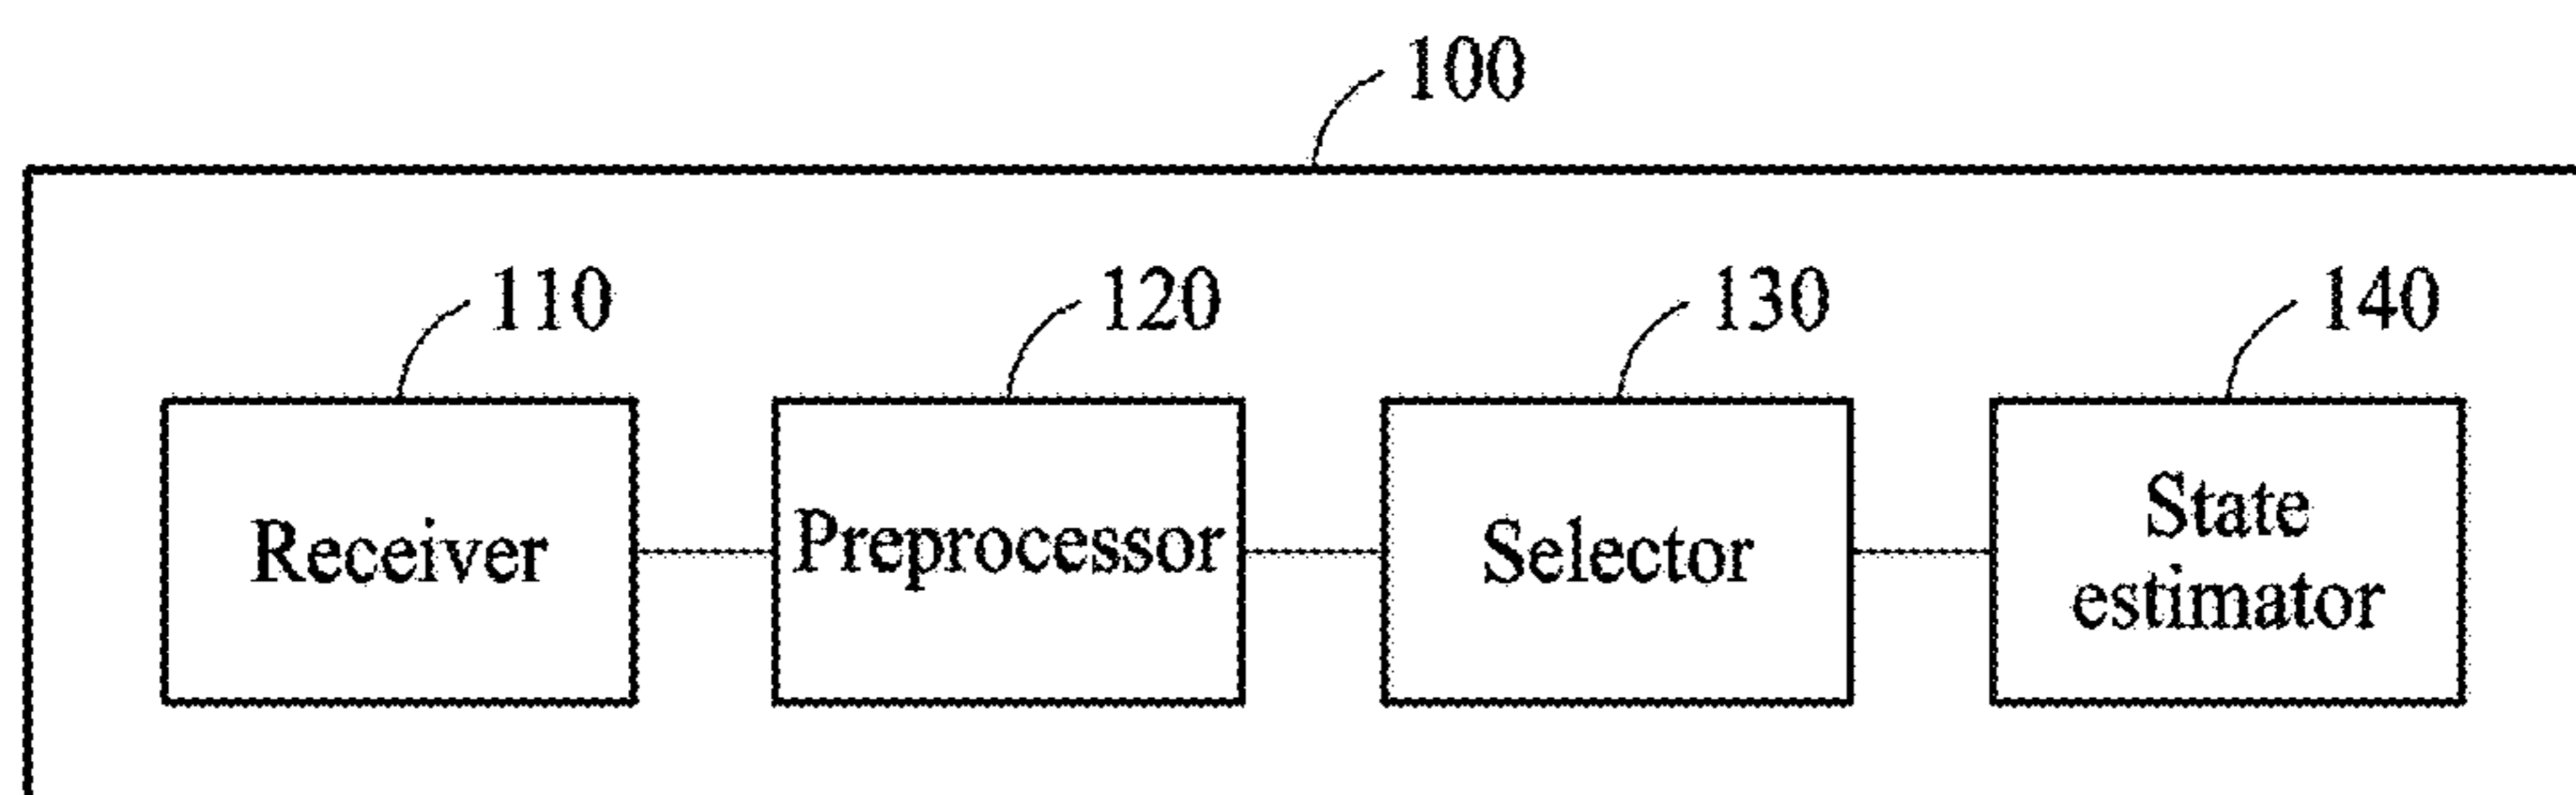 100
110
120
130
140
Receiver
Preprocessor
Selector
State
estimator